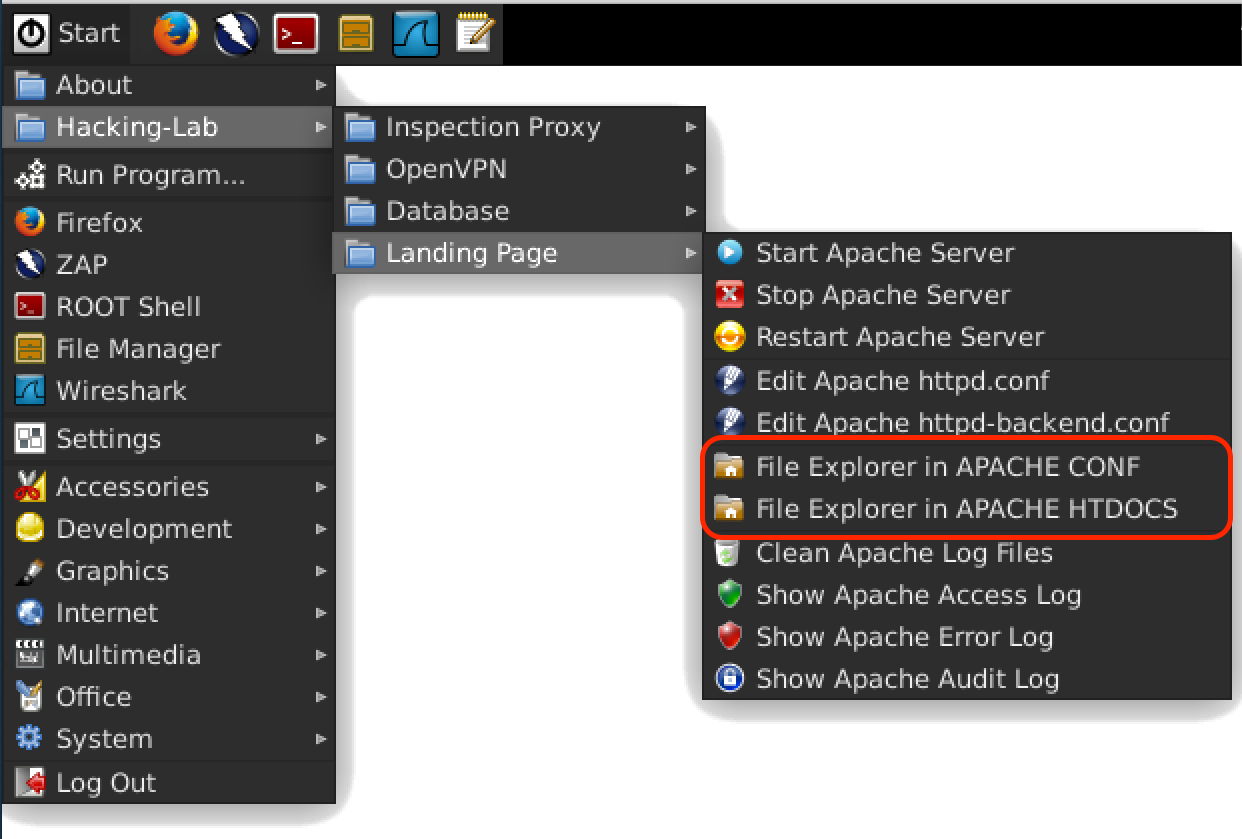 Start
About
Hacking-Lab
Run Program...
Firefox
ZAP
ROOT Shell
File Manager
Wireshark
Settings
Accessories
Development
Graphics
Internet
Multimedia
Office
System
Log Out
Inspection Proxy
OpenVPN
Database
Landing Page
Start Apache Server
Stop Apache Server
Restart Apache Server
Edit Apache httpd.conf
Edit Apache httpd-backend.conf
File Explorer in APACHE CONF
File Explorer in APACHE HTDOCS
Clean Apache Log Files
Show Apache Access Log
Show Apache Error Log
Show Apache Audit Log